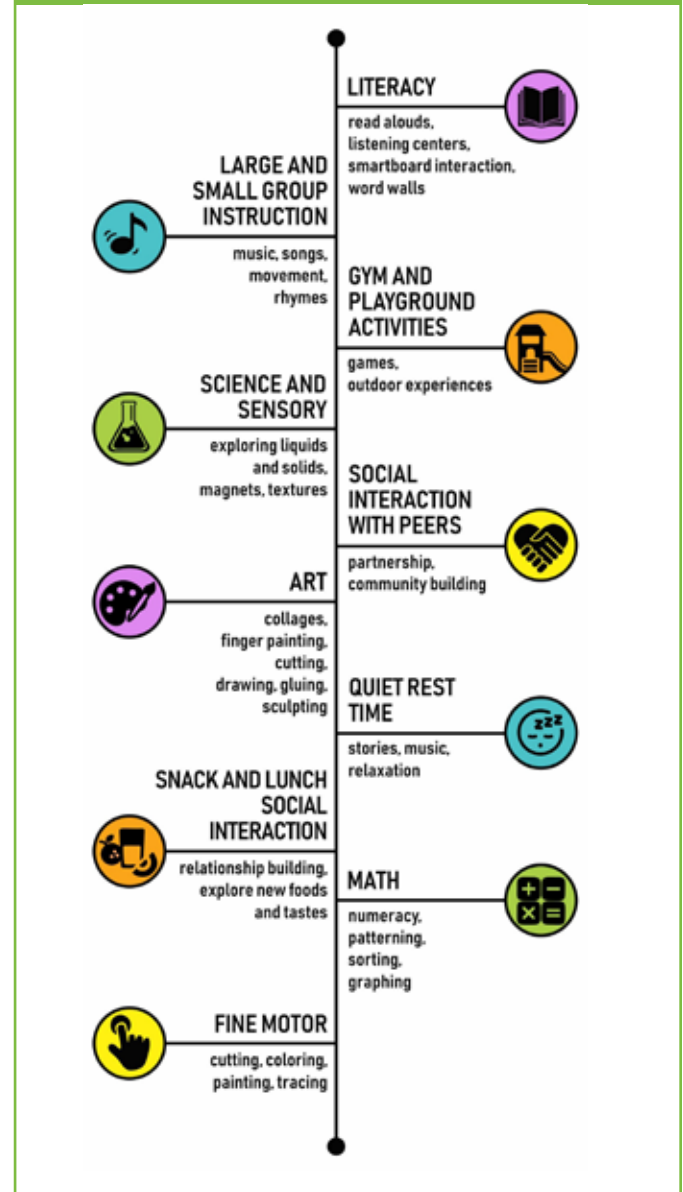 LITERACY
read alouds,
listening centers,
smartboard interaction,
word walls
LARGE AND
SMALL GROUP
INSTRUCTION
music, songs,
movement,
rhymes
GYM AND
PLAYGROUND
ACTIVITIES
games,
outdoor experiences
SCIENCE AND
SENSORY
exploring liquids
and solids,
magnets, textures
SOCIAL
INTERACTION
WITH PEERS
partnership,
community building
ART
collages,
finger painting,
cutting,
drawing, gluing,
sculpting
QUIET REST
TIME
zzz
stories, music,
relaxation
SNACK AND LUNCH
SOCIAL
INTERACTION
relationship building,
explore new foods
and tastes
MATH
numeracy,
patterning,
sorting,
graphing
FINE MOTOR
cutting, coloring,
painting, tracing